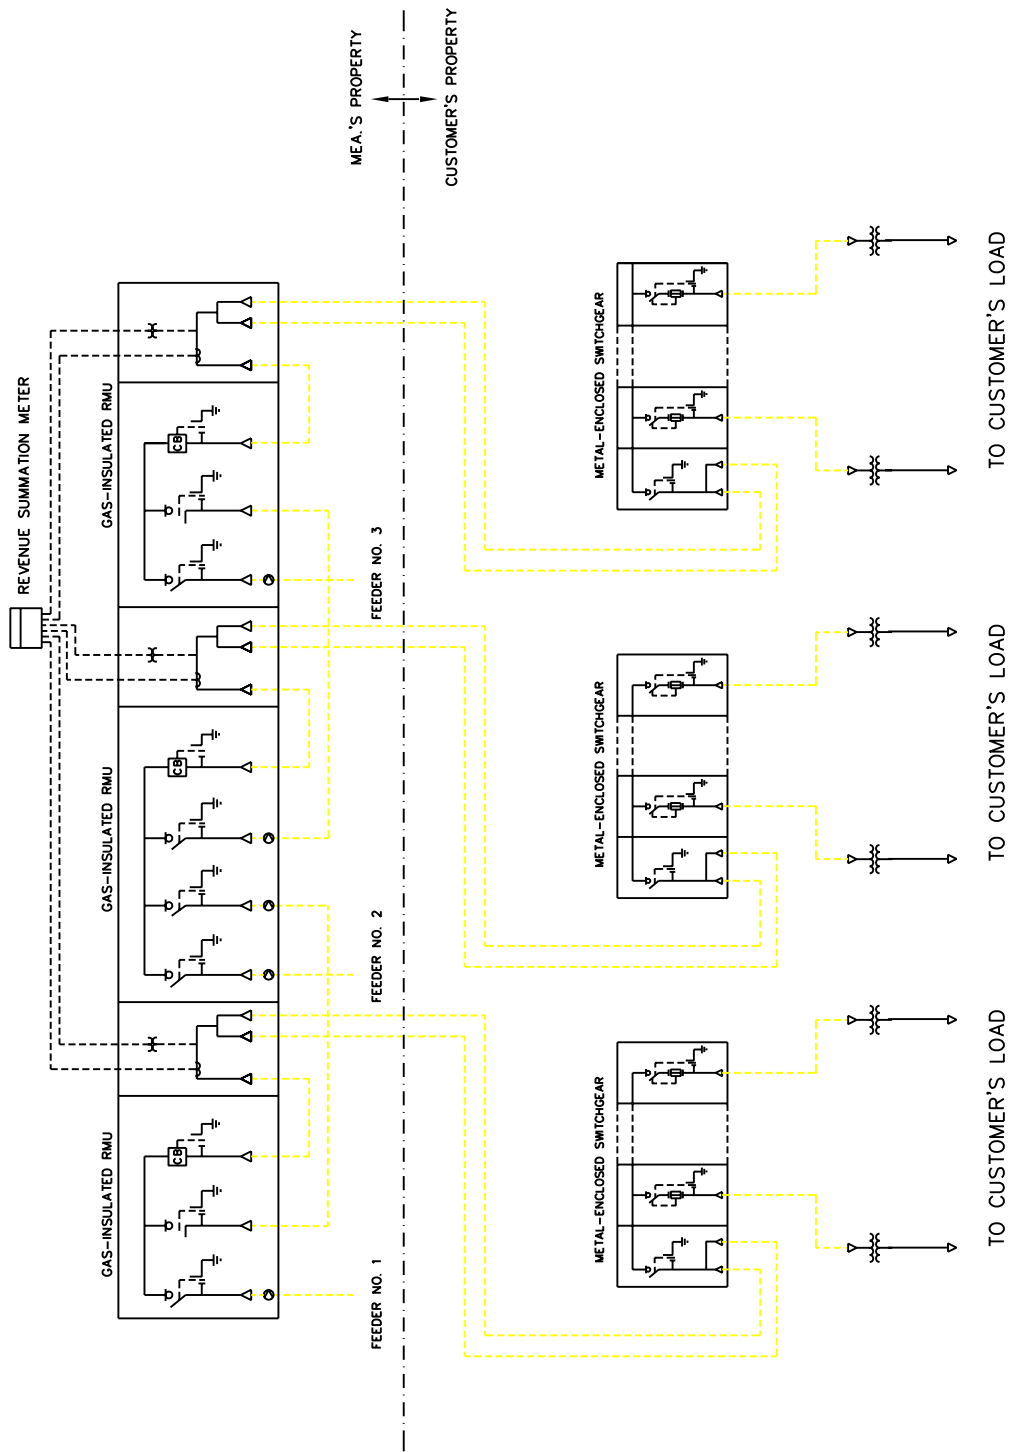 REVENUE SUMMATION METER
GAS-INSULATED RMU
GAS-INSULATED RMU
GAS-INSULATED RMU
CB
CB
CB
FEEDER NO. 1
FEEDER NO. 2
FEEDER NO. 3
MEA.'S PROPERTY
CUSTOMER'S PROPERTY
METAL-ENCLOSED SWITCHGEAR
METAL-ENCLOSED SWITCHGEAR
METAL-ENCLOSED SWITCHGEAR
TO CUSTOMER'S LOAD
TO CUSTOMER'S LOAD
TO CUSTOMER'S LOAD